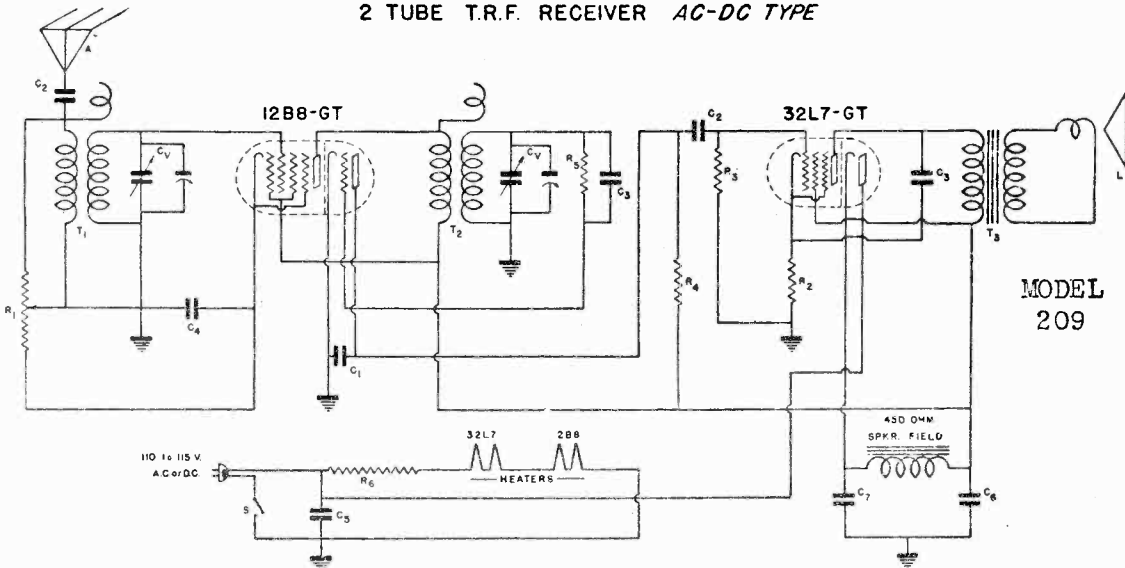 2 TUBE T.R.F. RECEIVER AC-DC TYPE
A
C2
12B8-GT
C2
32L7-GT
CV
CV
R5
C3
R3
C3
L
T1
T2
T3
R1
C4
R4
R2
MODEL
209
C1
450 OHM
SPKR. FIELD
110 to 115 V.
A.C or D.C.
32L7
2B8
R6
HEATERS
S
C5
C7
C6